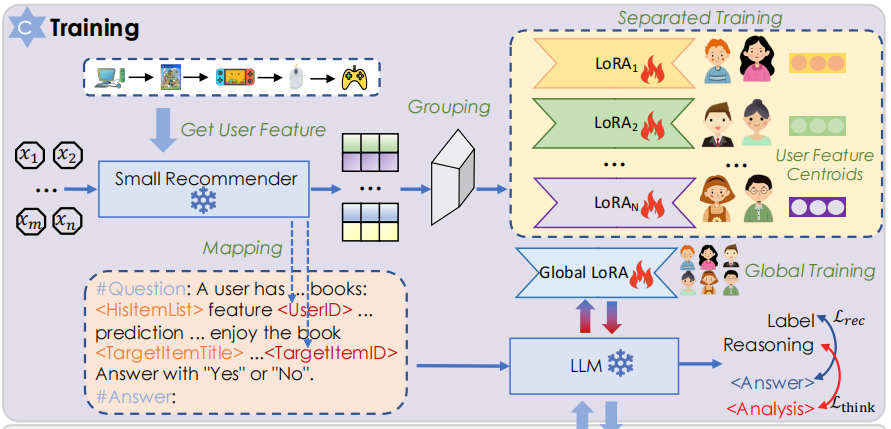 C Training
Separated Training
LoRA1
LoRA2
...
...
LoRAN
User Feature
Centroids
Grouping
Get User Feature
x1 x2
...
xm xn
Small Recommender
...
Mapping
#Question: A user has ... books:
<HisItemList> feature <UserID> ...
prediction ... enjoy the book
<TargetItemTitle> ...<TargetItemID>
Answer with "Yes" or "No".
#Answer:
Global LoRA
Global Training
LLM
Label
ℒrec
Reasoning
<Answer>
<Analysis>
ℒthink